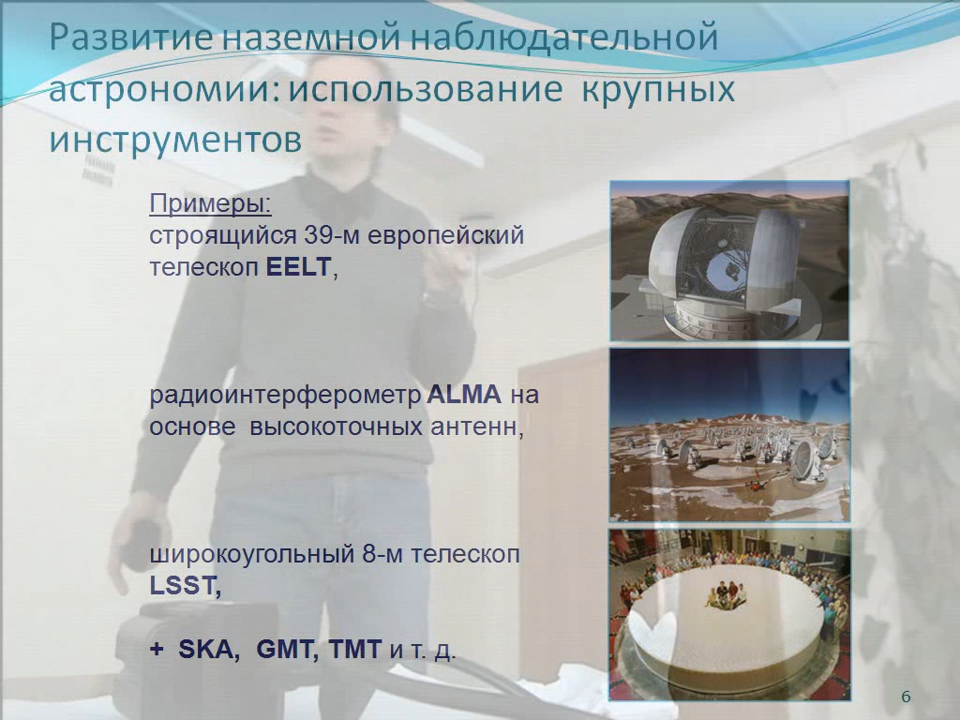 Развитие наземной наблюдательной
астрономии: использование крупных
инструментов
Примеры:
строящийся 39-м европейский
телескоп EELT,
радиоинтерферометр ALMA на
основе высокоточных антенн,
широкоугольный 8-м телескоп
LSST,
+ SKA, GMT, TMT и т. д.
6